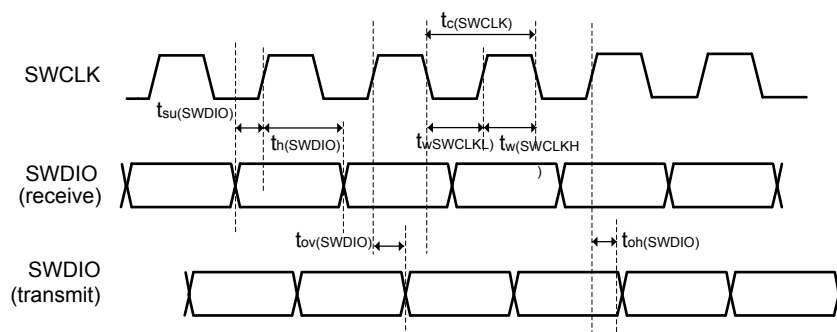 tc(SWCLK)
SWCLK
tsu(SWDIO)
th(SWDIO)
twSWCLKL)
tw(SWCLKH
)
SWDIO
(receive)
tov(SWDIO)
toh(SWDIO)
SWDIO
(transmit)